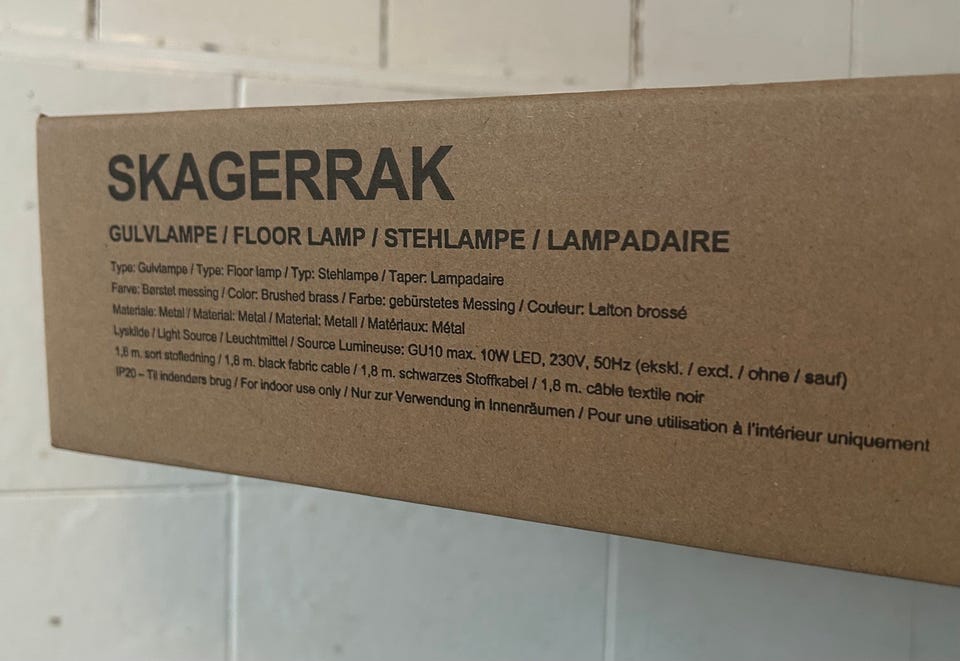 SKAGERRAK
GULVLAMPE / FLOOR LAMP / STEHLAMPE / LAMPADAIRE
Type: Gulvlampe / Type: Floor lamp / Typ: Stehlampe / Taper: Lampadaire
Farve: Børstet messing / Color: Brushed brass / Farbe: gebürstetes Messing / Couleur: Laiton brossé
Materiale: Metal / Material: Metal / Material: Metall / Matériaux: Métal
Lyskilde / Light Source / Leuchtmittel / Source Lumineuse: GU10 max. 10W LED, 230V, 50Hz (ekskl. / excl. / ohne / sauf)
1,8 m. sort stofledning / 1,8 m. black fabric cable / 1,8 m. schwarzes Stoffkabel / 1,8 m. câble textile noir
IP20 – Til indendørs brug / For indoor use only / Nur zur Verwendung in Innenräumen / Pour une utilisation à l'intérieur uniquement